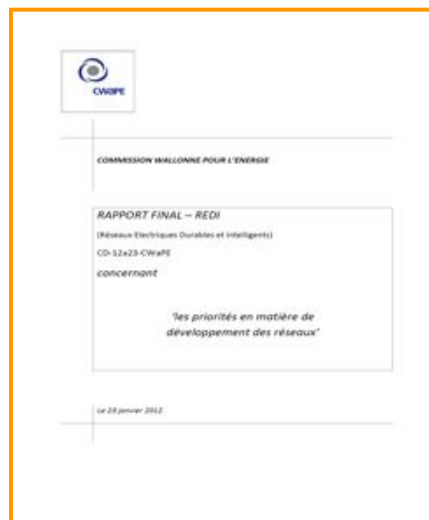 CWaPE
COMMISSION WALLONNE POUR L'ENERGIE
RAPPORT FINAL – REDI
(Réseaux Electriques Durables et Intelligents)
CD-12a23-CWaPE
concernant
'les priorités en matière de
développement des réseaux'
Le 23 janvier 2012